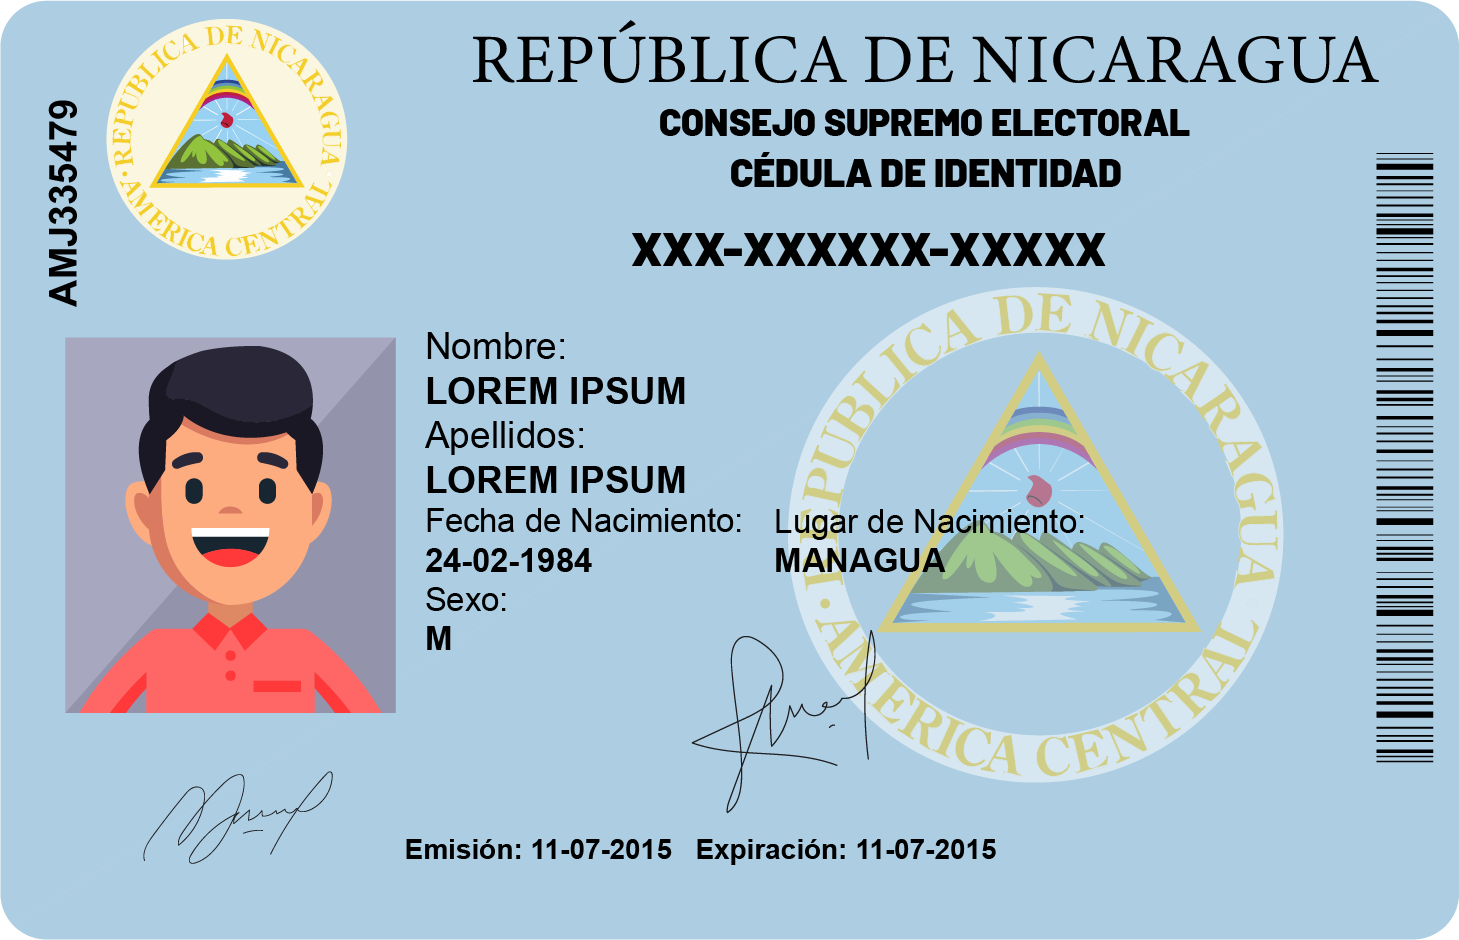 REPÚBLICA DE NICARAGUA
CONSEJO SUPREMO ELECTORAL
CÉDULA DE IDENTIDAD
XXX-XXXXXX-XXXXX
AMJ335479
REPUBLICA DE NICARAGUA · AMERICA CENTRAL ·
Nombre:
LOREM IPSUM
Apellidos:
LOREM IPSUM
Fecha de Nacimiento: Lugar de Nacimiento:
24-02-1984 MANAGUA
Sexo:
M
REPUBLICA DE NICARAGUA · AMERICA CENTRAL ·
Emisión: 11-07-2015 Expiración: 11-07-2015